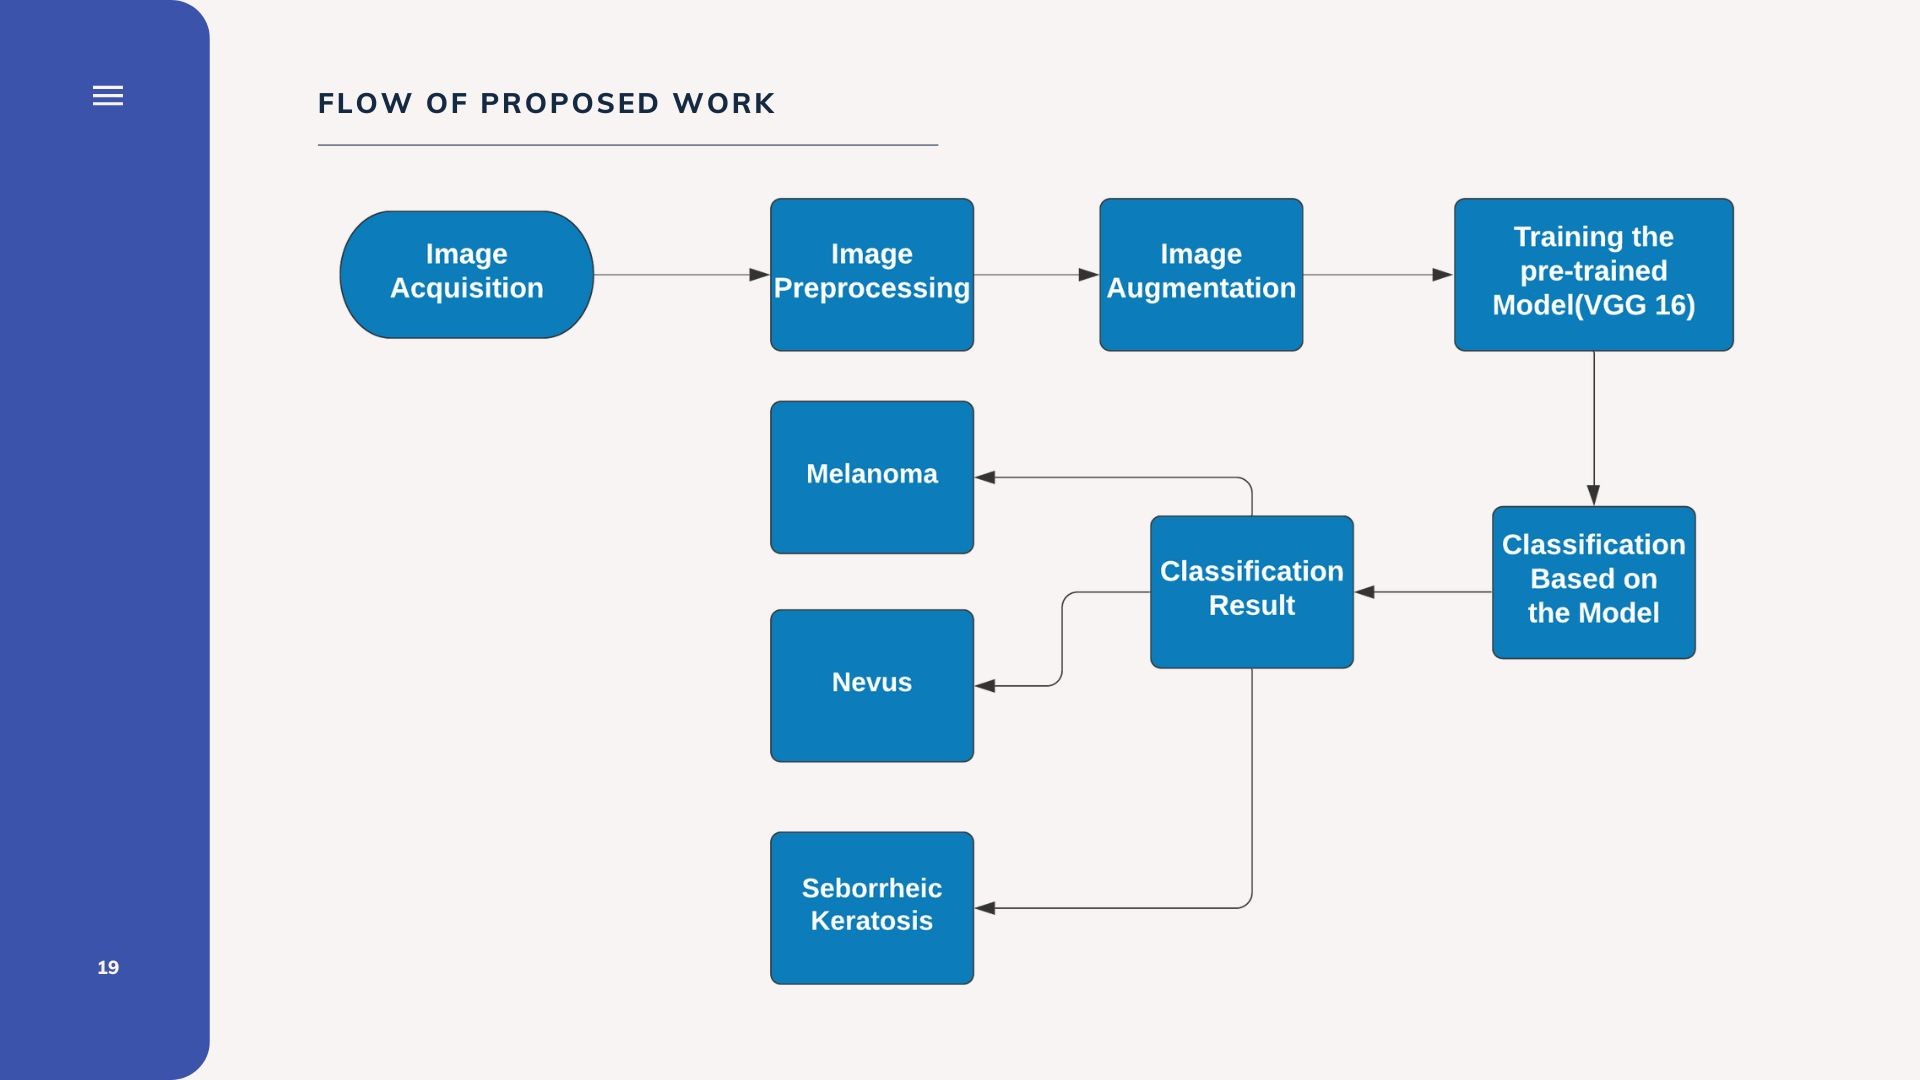 FLOW OF PROPOSED WORK
Image
Acquisition
Image
Preprocessing
Image
Augmentation
Training the
pre-trained
Model(VGG 16)
Melanoma
Classification
Result
Classification
Based on
the Model
Nevus
Seborrheic
Keratosis
19